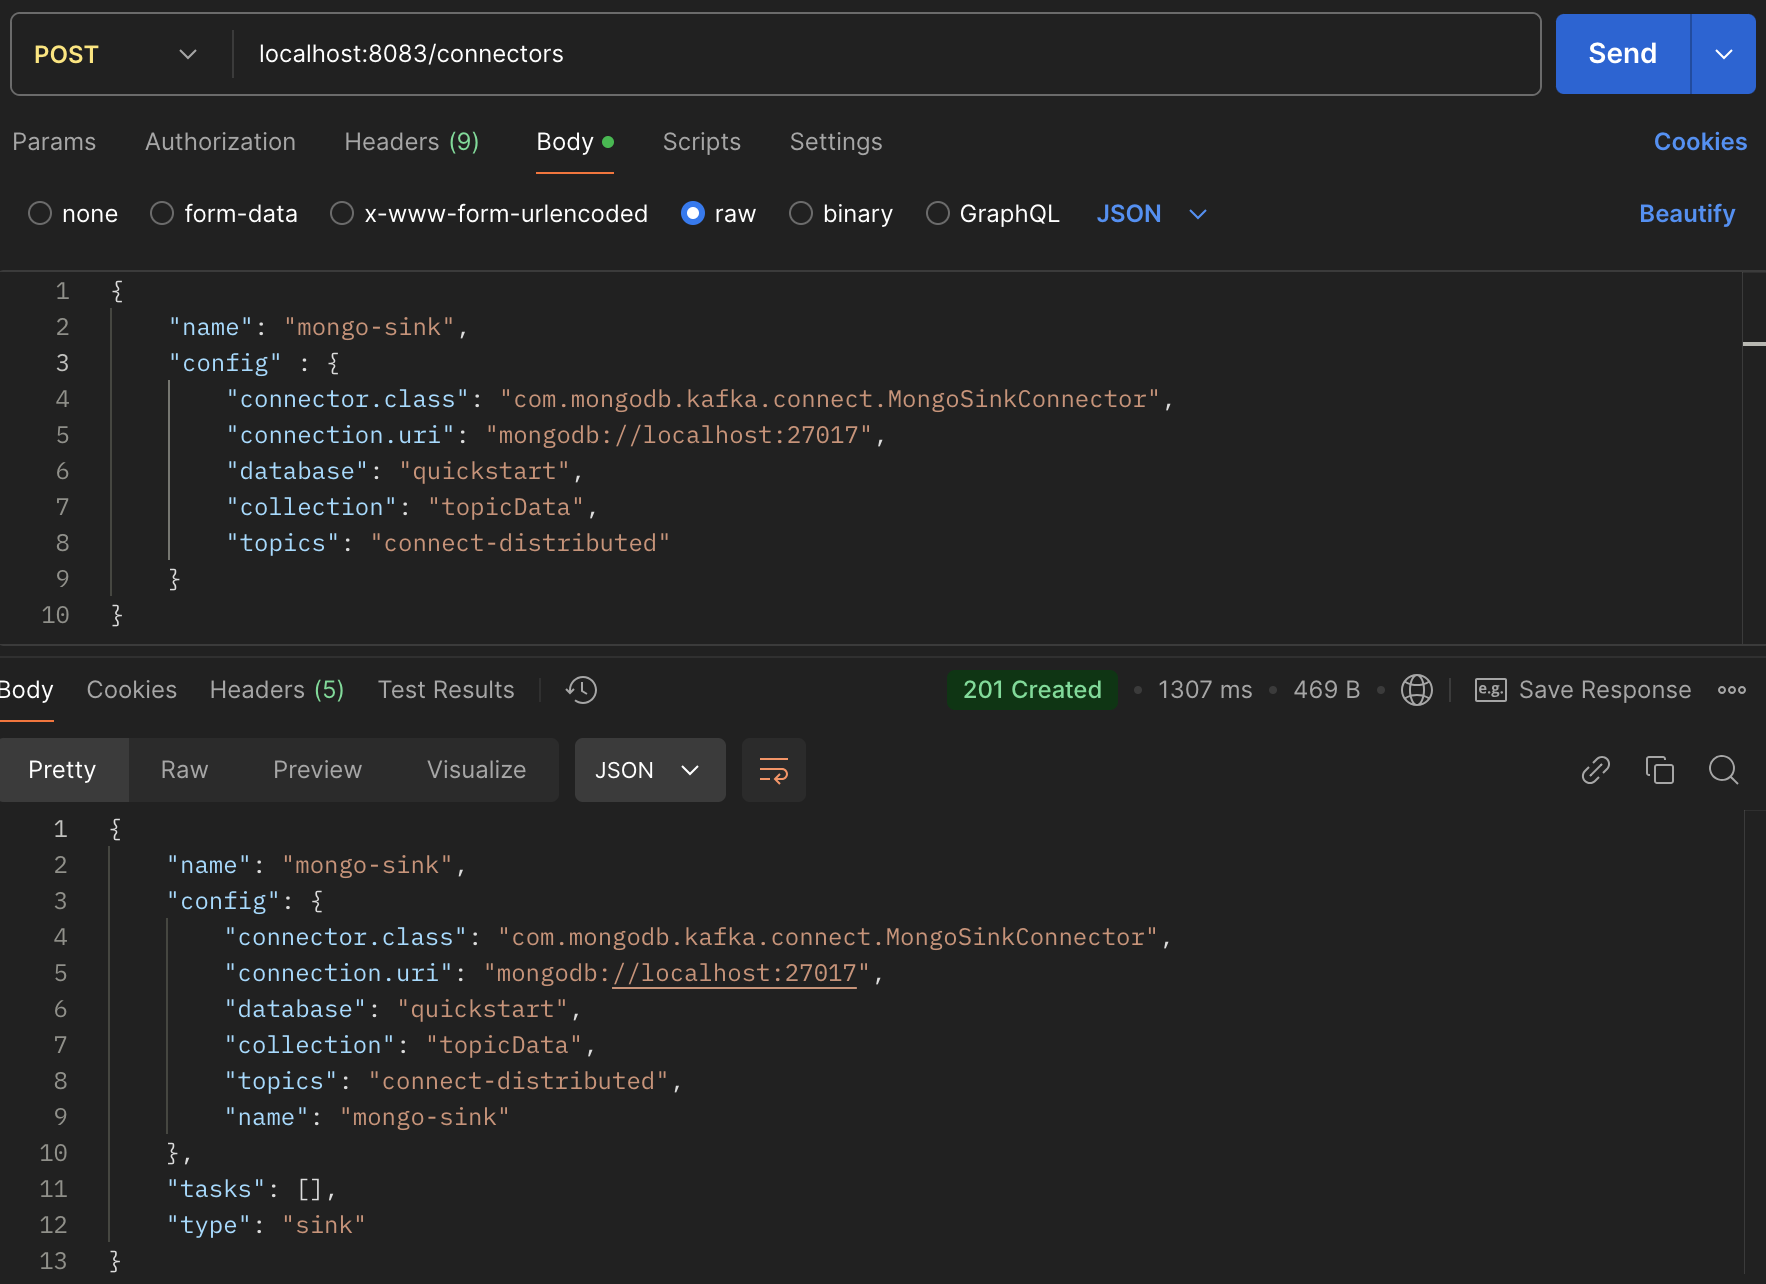 POST localhost:8083/connectors Send
Params Authorization Headers (9) Body Scripts Settings Cookies
none form-data x-www-form-urlencoded raw binary GraphQL JSON Beautify
1 {
2 "name": "mongo-sink",
3 "config" : {
4 "connector.class": "com.mongodb.kafka.connect.MongoSinkConnector",
5 "connection.uri": "mongodb://localhost:27017",
6 "database": "quickstart",
7 "collection": "topicData",
8 "topics": "connect-distributed"
9 }
10 }
Body Cookies Headers (5) Test Results 201 Created 1307 ms 469 B e.g. Save Response
Pretty Raw Preview Visualize JSON
1 {
2 "name": "mongo-sink",
3 "config": {
4 "connector.class": "com.mongodb.kafka.connect.MongoSinkConnector",
5 "connection.uri": "mongodb://localhost:27017",
6 "database": "quickstart",
7 "collection": "topicData",
8 "topics": "connect-distributed",
9 "name": "mongo-sink"
10 },
11 "tasks": [],
12 "type": "sink"
13 }